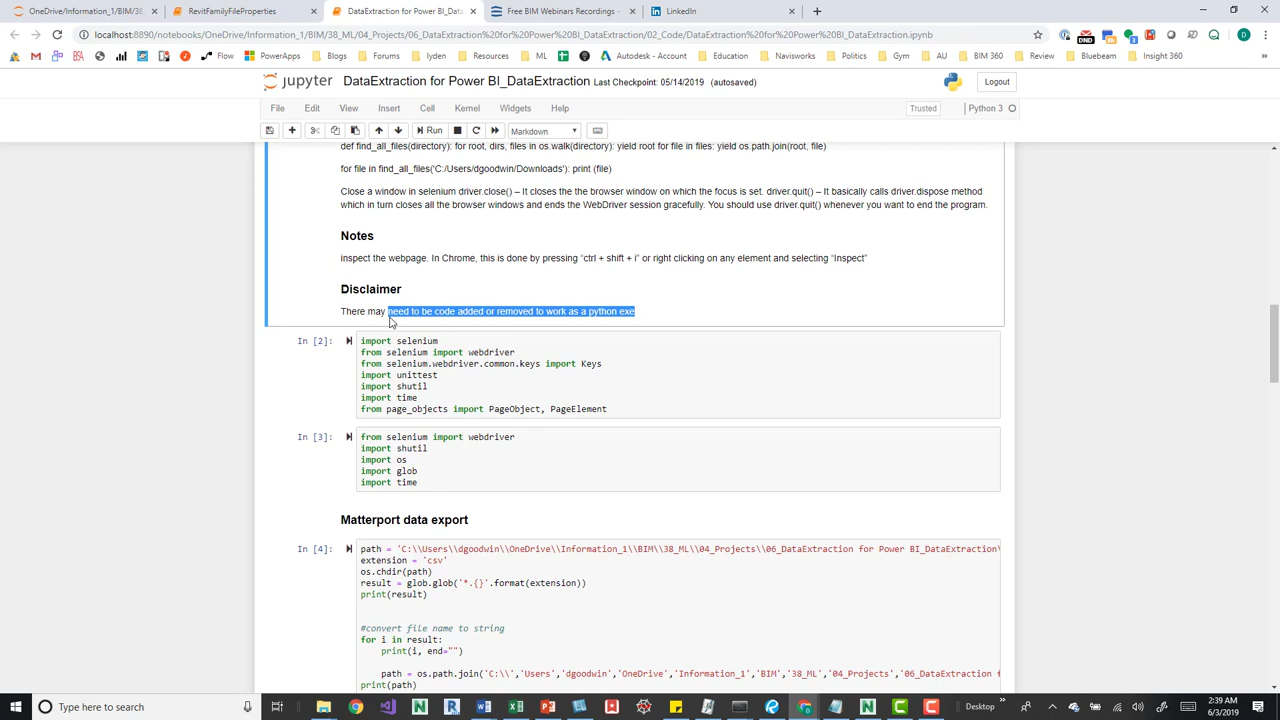 OneDrive/Information_1/BIM/38_
RevitFamilyFileProperties
DataExtraction for Power BI_Data
Free BIM Webinars Recordings -
LinkedIn
localhost:8890/notebooks/OneDrive/Information_1/BIM/38_ML/04_Projects/06_DataExtraction%20for%20Power%20BI_DataExtraction/02_Code/DataExtraction%20for%20Power%20BI_DataExtraction.ipynb
PowerApps
Flow
Blogs
Forums
Iyden
Resources
ML
Autodesk - Account
Education
Navisworks
Politics
Gym
AU
BIM 360
Review
Bluebeam
Insight 360
jupyter DataExtraction for Power BI_DataExtraction Last Checkpoint: 05/14/2019 (autosaved)
Logout
File Edit View Insert Cell Kernel Widgets Help
Trusted
Python 3
Run
Markdown
def find_all_files(directory): for root, dirs, files in os.walk(directory): yield root for file in files: yield os.path.join(root, file)
for file in find_all_files('C:/Users/dgoodwin/Downloads'): print (file)
Close a window in selenium driver.close() – It closes the the browser window on which the focus is set. driver.quit() – It basically calls driver.dispose method
which in turn closes all the browser windows and ends the WebDriver session gracefully. You should use driver.quit() whenever you want to end the program.
Notes
inspect the webpage. In Chrome, this is done by pressing “ctrl + shift + i” or right clicking on any element and selecting “Inspect”
Disclaimer
There may need to be code added or removed to work as a python exe
In [2]:
import selenium
from selenium import webdriver
from selenium.webdriver.common.keys import Keys
import unittest
import shutil
import time
from page_objects import PageObject, PageElement
In [3]:
from selenium import webdriver
import shutil
import os
import glob
import time
Matterport data export
In [4]:
path = 'C:\\Users\\dgoodwin\\OneDrive\\Information_1\\BIM\\38_ML\\04_Projects\\06_DataExtraction for Power BI_DataExtraction\
extension = 'csv'
os.chdir(path)
result = glob.glob('*.{}'.format(extension))
print(result)
#convert file name to string
for i in result:
print(i, end="")
path = os.path.join('C:\\','Users','dgoodwin','OneDrive','Information_1','BIM','38_ML','04_Projects','06_DataExtraction f
print(path)
Type here to search
Desktop
2:39 AM
6/3/2019